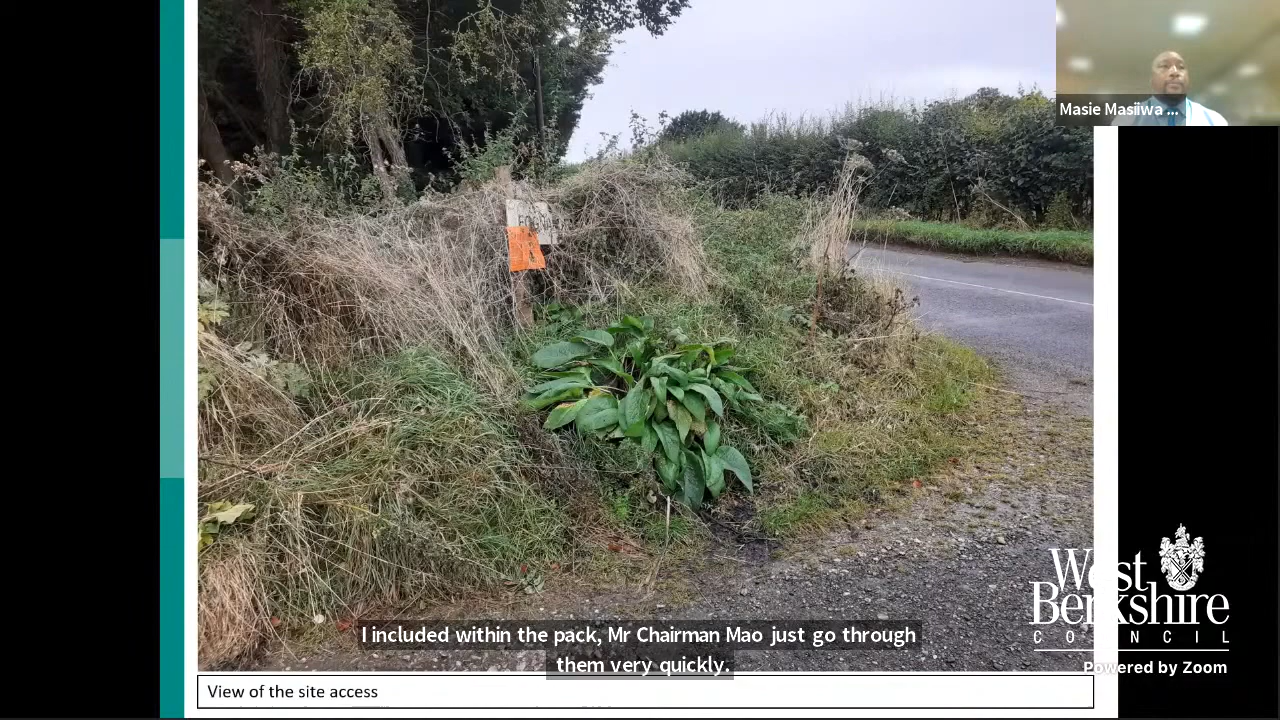 Masie Masiiwa ...
I included within the pack, Mr Chairman Mao just go through
them very quickly.
West
Berkshire
COUNCIL
Powered by Zoom
View of the site access